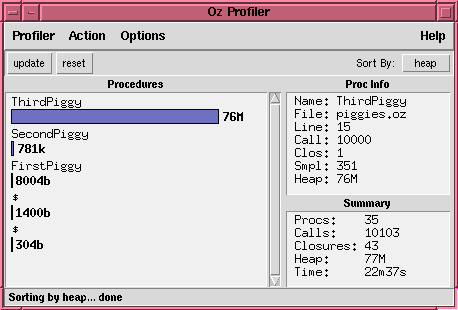 Oz Profiler
Profiler Action Options Help
update reset Sort By: heap
Procedures
ThirdPiggy
76M
SecondPiggy
781k
FirstPiggy
8004b
$
1400b
$
304b
Proc Info
Name: ThirdPiggy
File: piggies.oz
Line: 15
Call: 10000
Clos: 1
Smpl: 351
Heap: 76M
Summary
Procs: 35
Calls: 10103
Closures: 43
Heap: 77M
Time: 22m37s
Sorting by heap... done